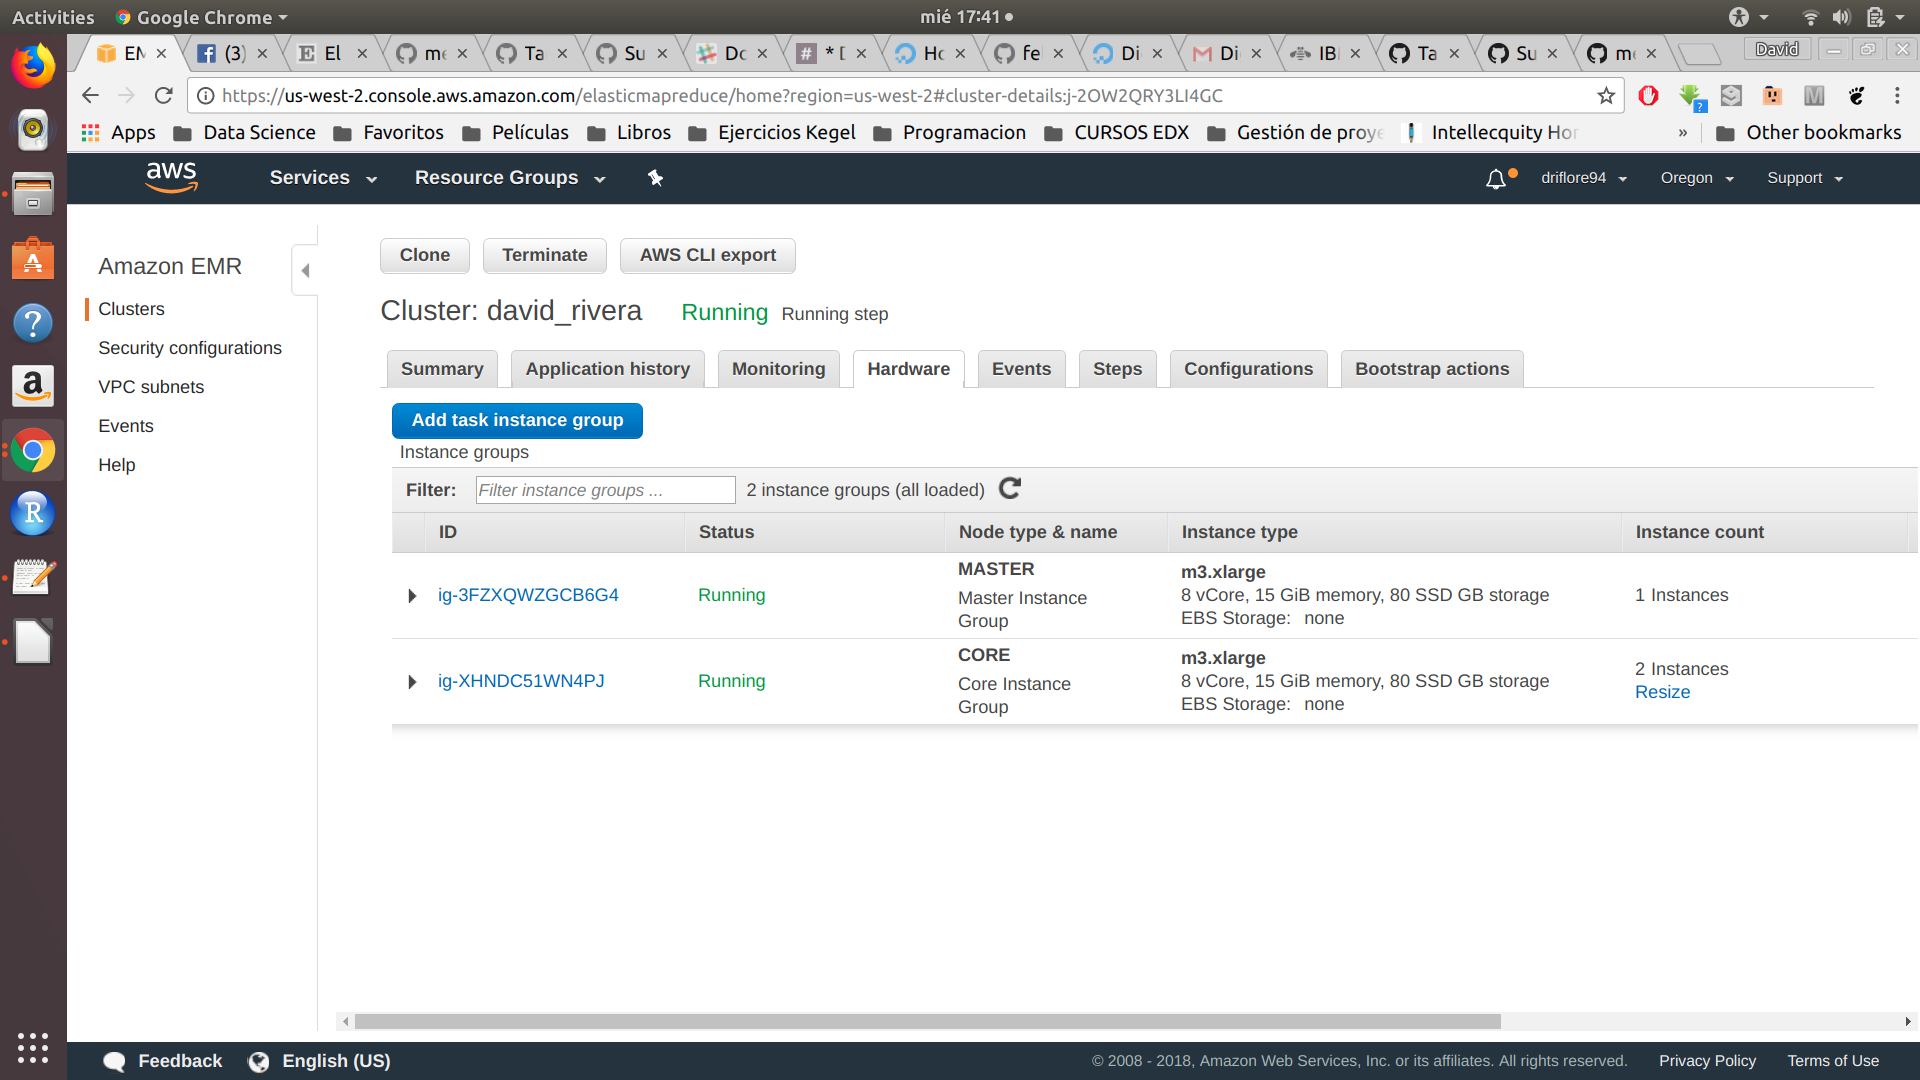 Activities Google Chrome mié 17:41
EM (3) El me Ta Su Do * D Ho fel Di Di IB Ta Su me David
https://us-west-2.console.aws.amazon.com/elasticmapreduce/home?region=us-west-2#cluster-details:j-2OW2QRY3LI4GC
Apps Data Science Favoritos Películas Libros Ejercicios Kegel Programacion CURSOS EDX Gestión de proye Intellecquity Hor » Other bookmarks
aws Services Resource Groups driflore94 Oregon Support
Amazon EMR
Clusters
Security configurations
VPC subnets
Events
Help
Clone Terminate AWS CLI export
Cluster: david_rivera Running Running step
Summary Application history Monitoring Hardware Events Steps Configurations Bootstrap actions
Add task instance group
Instance groups
Filter: Filter instance groups ... 2 instance groups (all loaded)
ID Status Node type & name Instance type Instance count
ig-3FZXQWZGCB6G4 Running MASTER
Master Instance
Group
m3.xlarge
8 vCore, 15 GiB memory, 80 SSD GB storage
EBS Storage: none
1 Instances
ig-XHNDC51WN4PJ Running CORE
Core Instance
Group
m3.xlarge
8 vCore, 15 GiB memory, 80 SSD GB storage
EBS Storage: none
2 Instances
Resize
Feedback English (US) © 2008 - 2018, Amazon Web Services, Inc. or its affiliates. All rights reserved. Privacy Policy Terms of Use